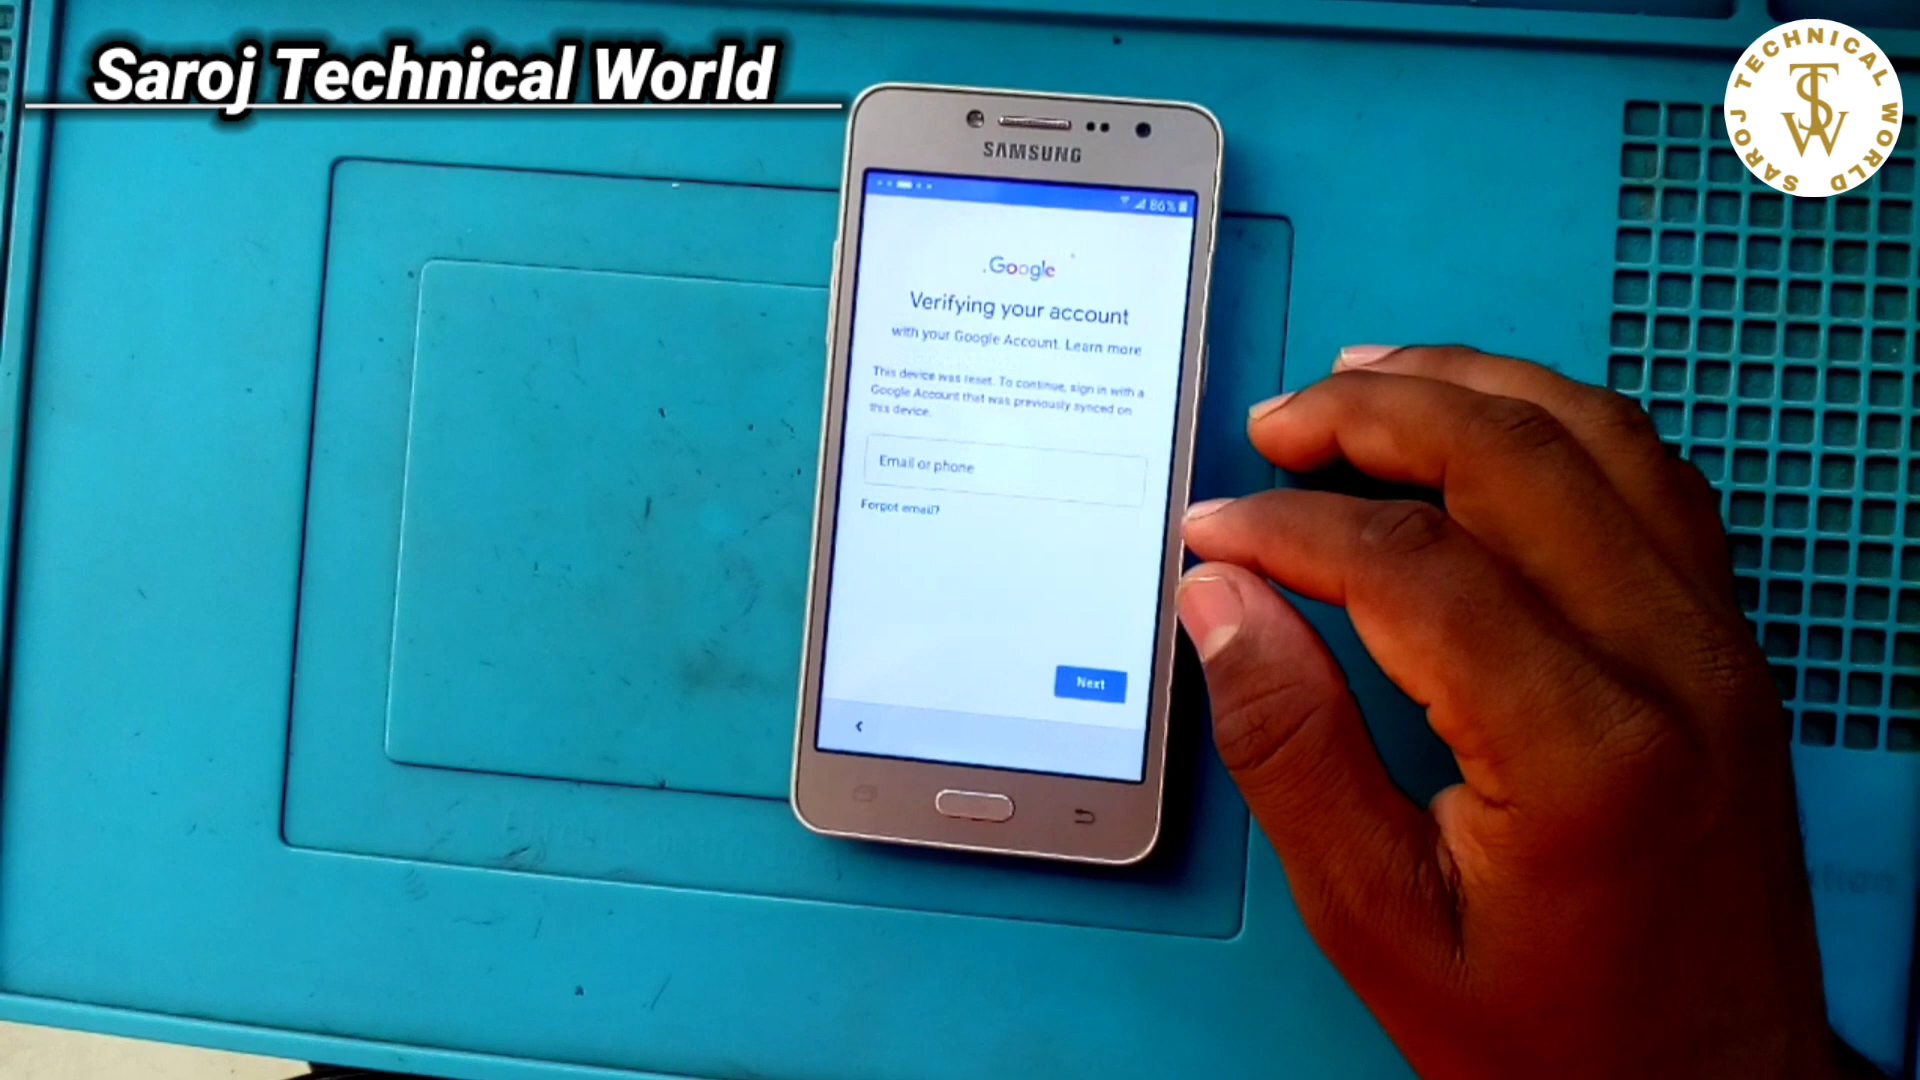 Saroj Technical World
TECHNICAL WORLD SAROJ
TSW
SAMSUNG
86%
Google
Verifying your account
with your Google Account. Learn more
This device was reset. To continue, sign in with a
Google Account that was previously synced on
this device.
Email or phone
Forgot email?
Next